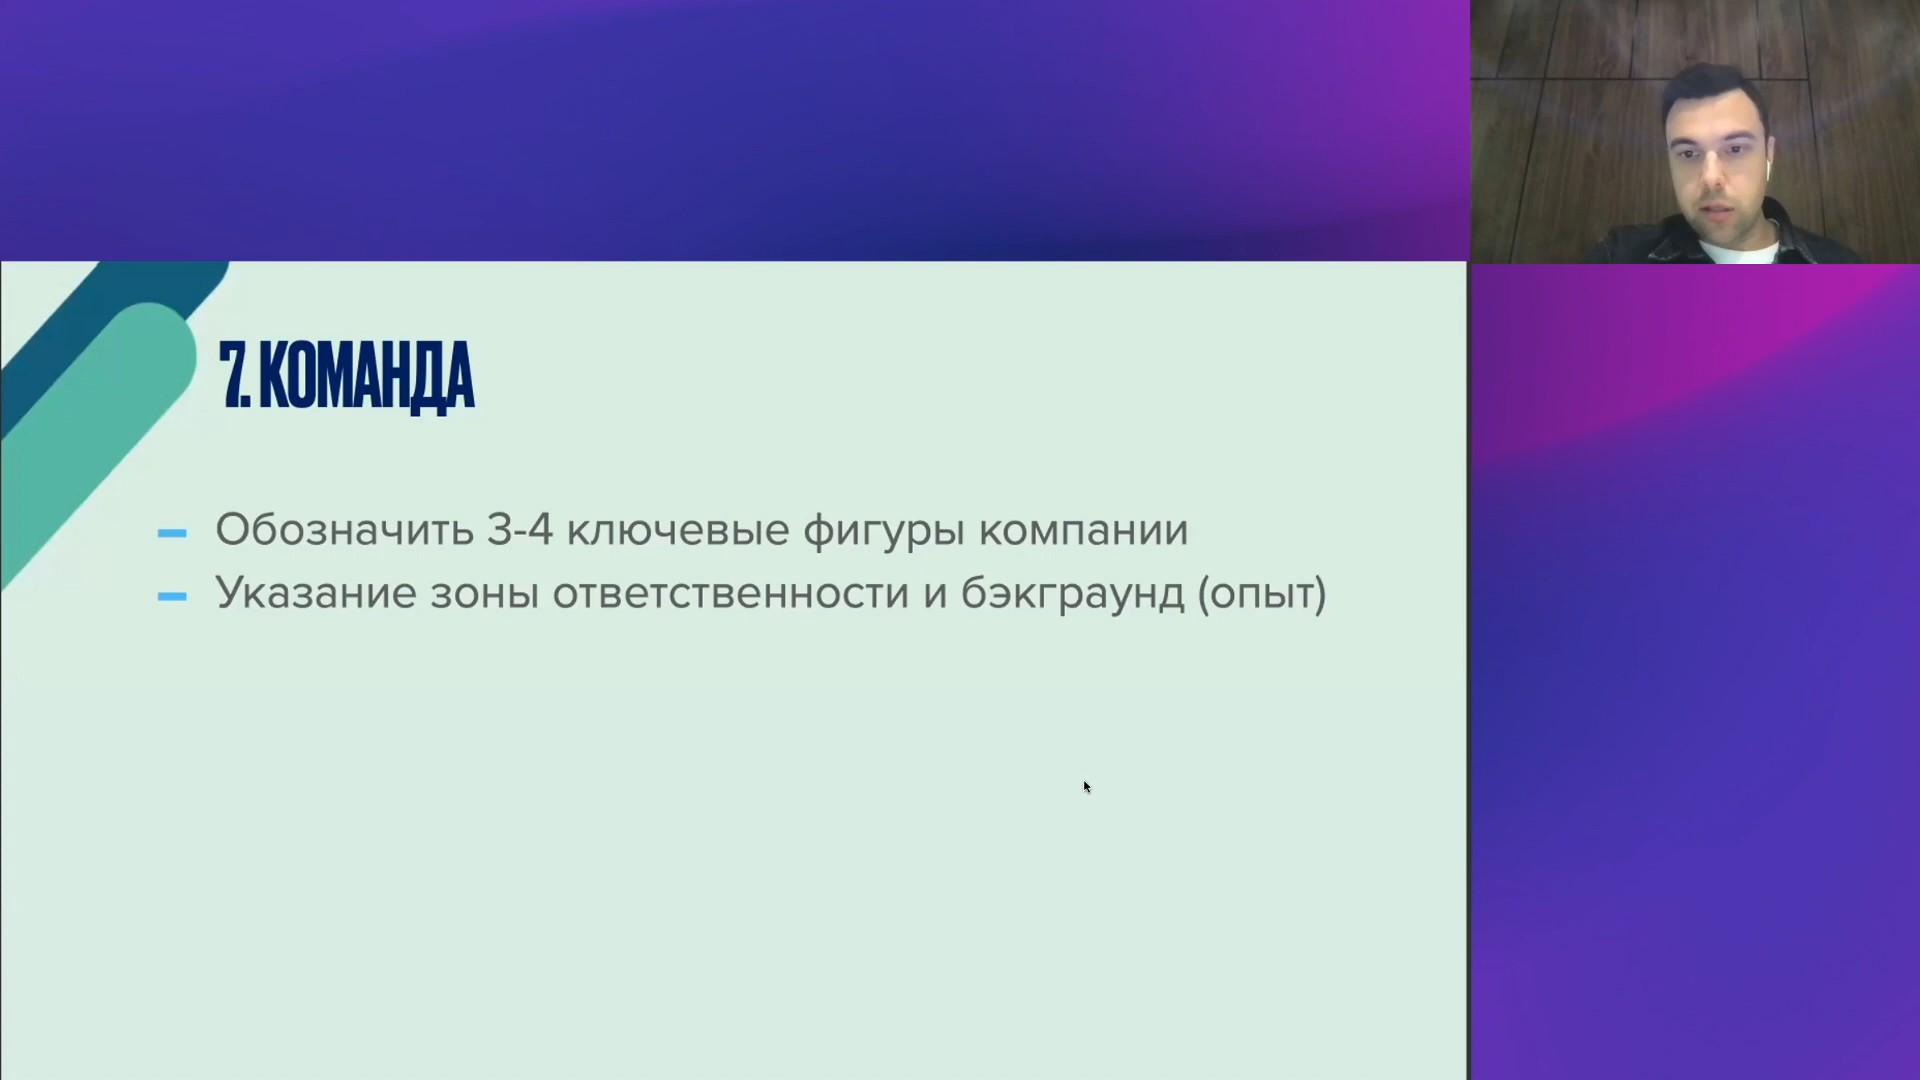 7. КОМАНДА
Обозначить 3-4 ключевые фигуры компании
Указание зоны ответственности и бэкграунд (опыт)